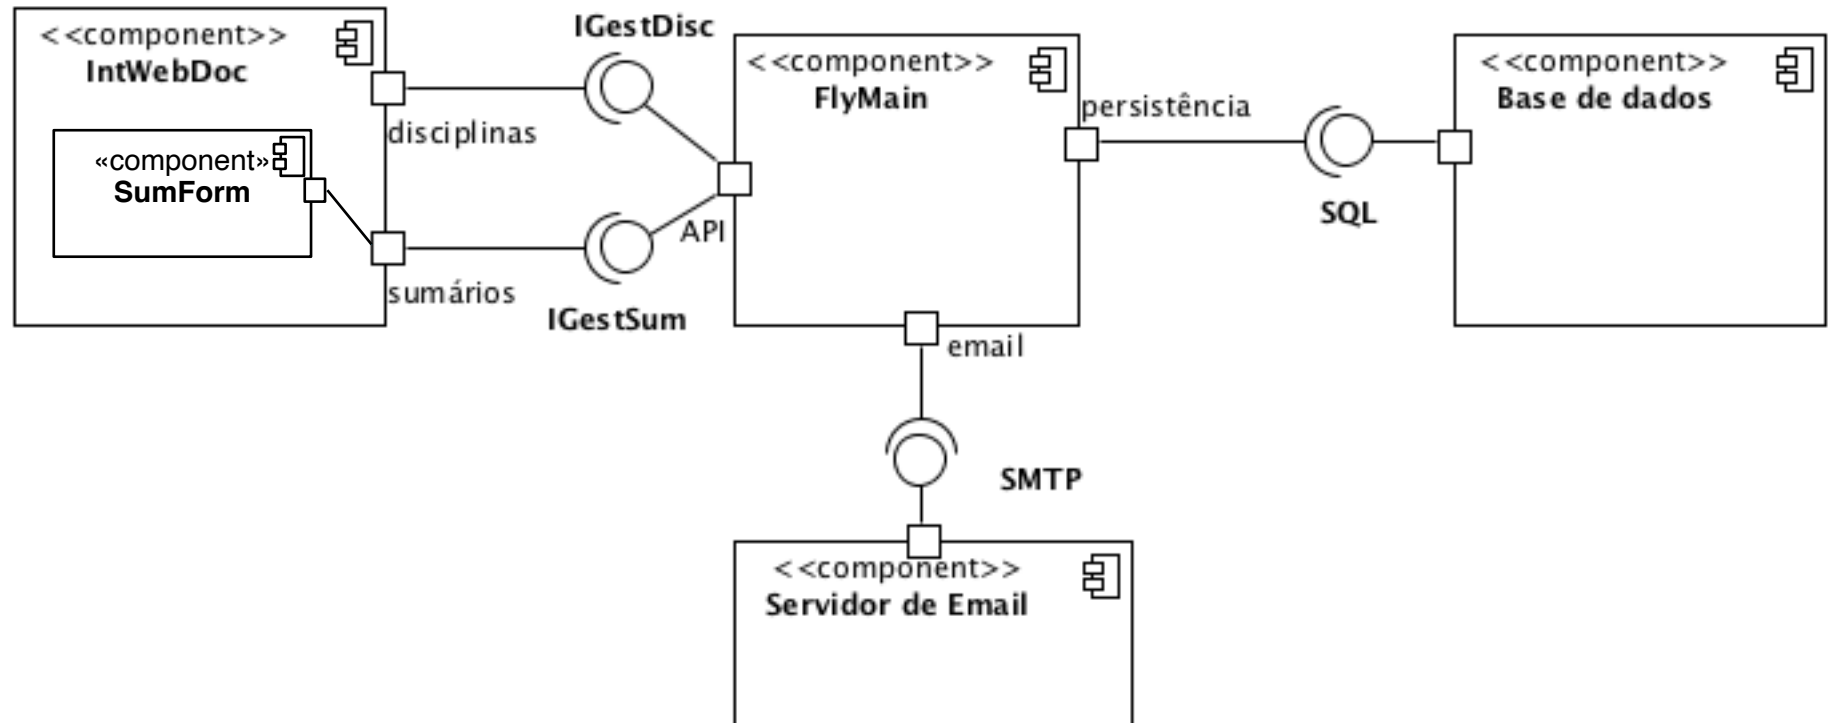 <<component>>
IntWebDoc
«component»
SumForm
disciplinas
sumários
IGestDisc
IGestSum
API
<<component>>
FlyMain
persistência
email
SQL
<<component>>
Base de dados
SMTP
<<component>>
Servidor de Email